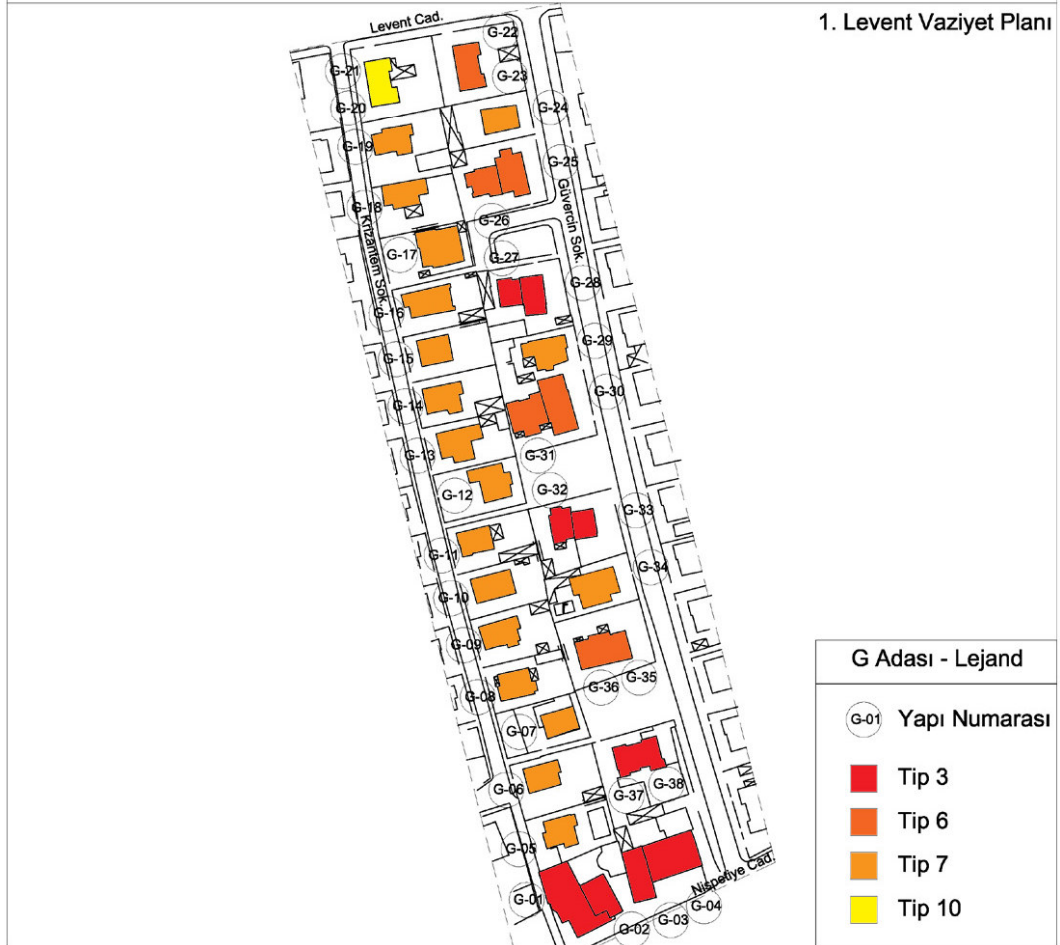 1. Levent Vaziyet Planı
Levent Cad.
G-22
G-21
G-23
G-20
G-24
G-19
G-25
G-18
G-26
Krizantem Sok.
Güvercin Sok.
G-17
G-27
G-28
G-16
G-29
G-15
G-30
G-14
G-13
G-31
G-12
G-32
G-33
G-11
G-34
G-10
G-09
G-35
G-36
G-08
G-07
G-06
G-37
G-38
G-05
Nispetiye Cad.
G-01
G-04
G-03
G-02
G Adası - Lejand
G-01 Yapı Numarası
Tip 3
Tip 6
Tip 7
Tip 10